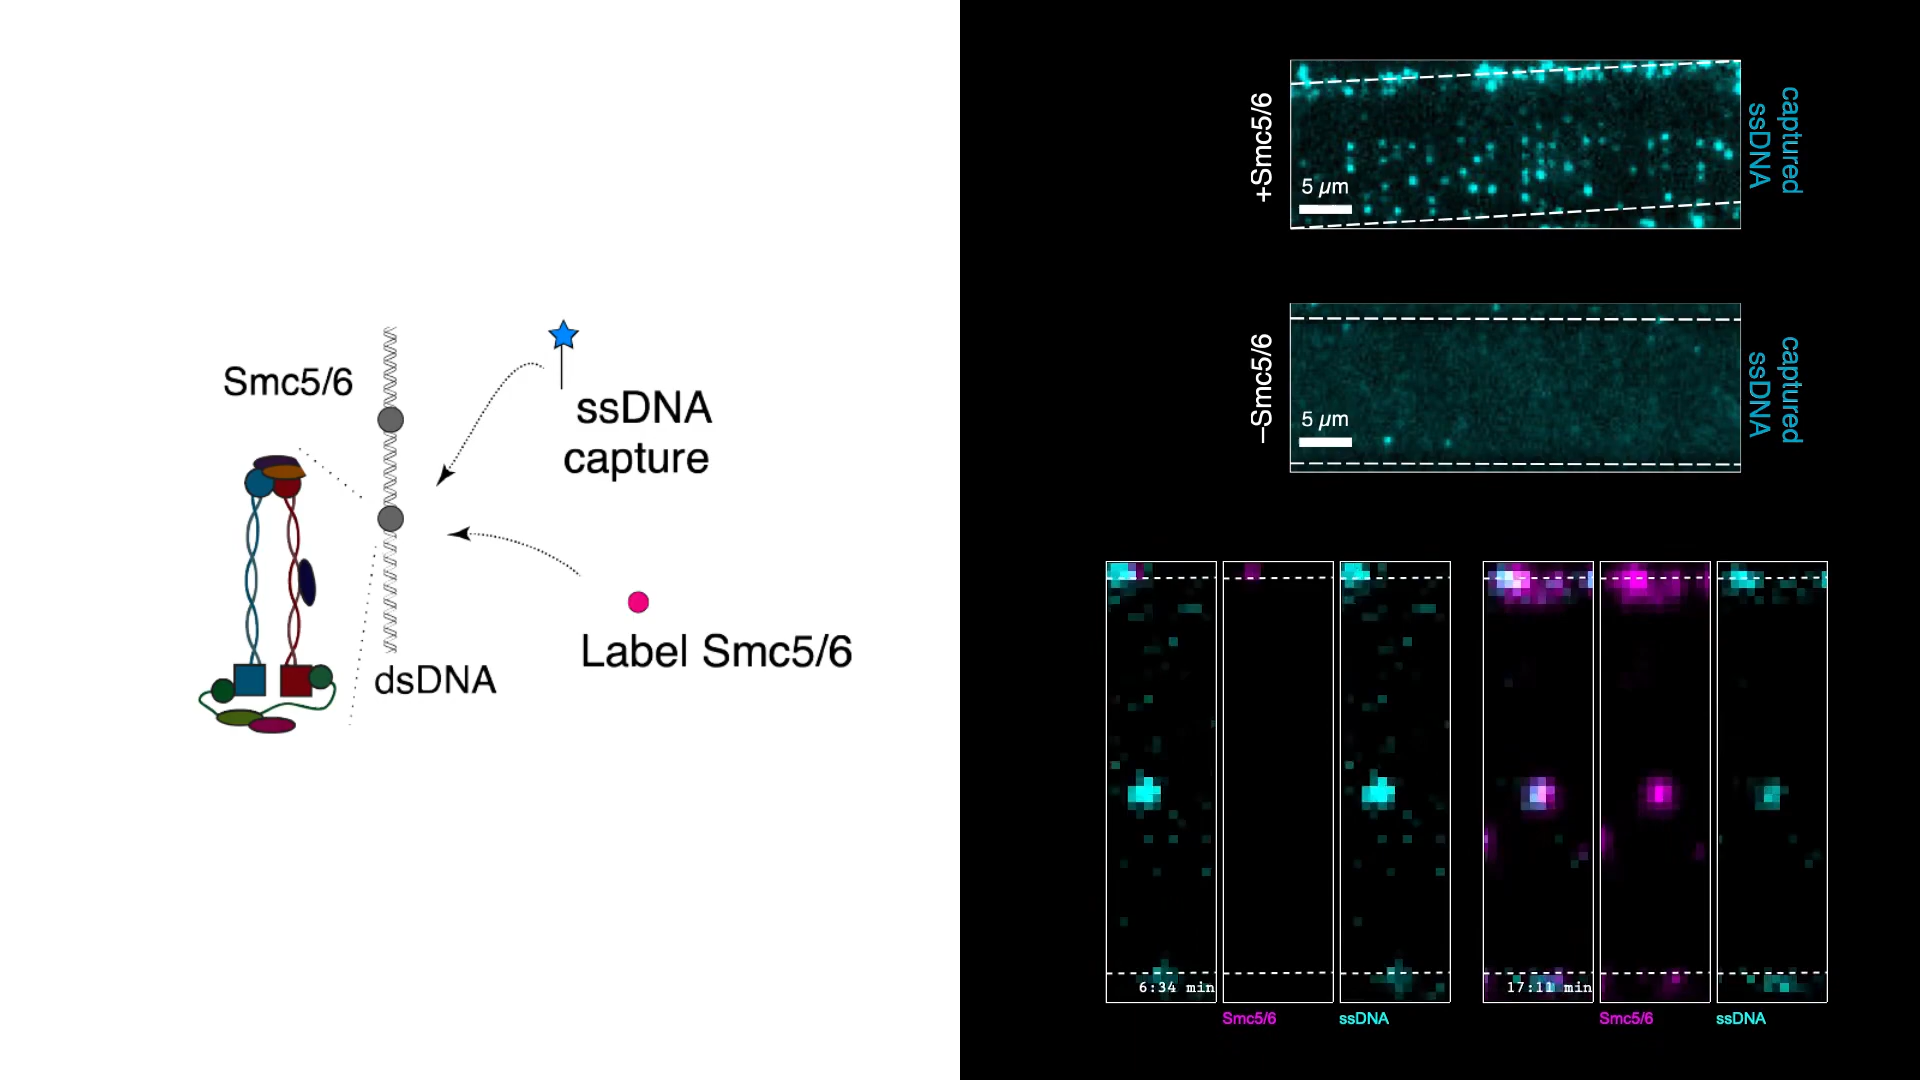 Smc5/6
ssDNA
capture
Label Smc5/6
dsDNA
+Smc5/6
5 µm
captured
ssDNA
–Smc5/6
5 µm
captured
ssDNA
6:34 min
17:11 min
Smc5/6
ssDNA
Smc5/6
ssDNA